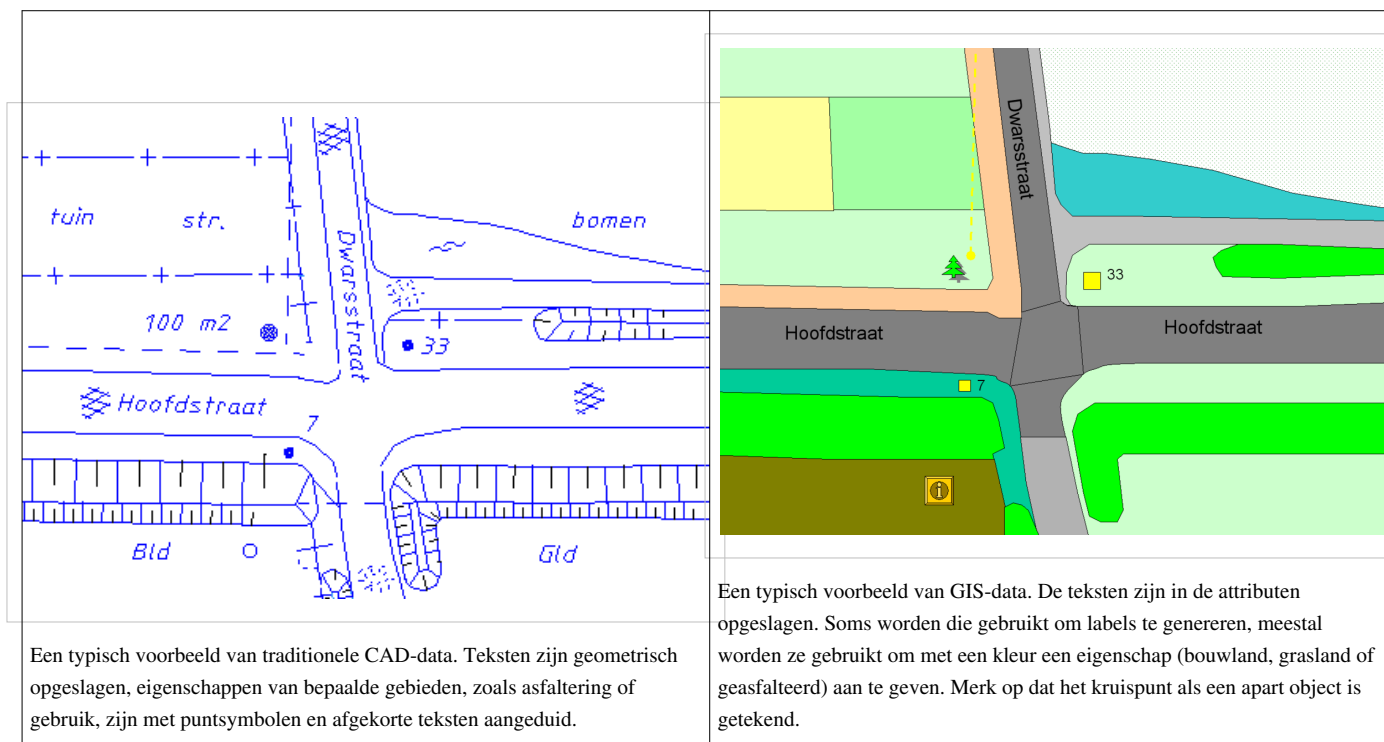 tuin
str.
bomen
Dwarsstraat
100 m2
33
Hoofdstraat
7
Bld
Gld
Een typisch voorbeeld van traditionele CAD-data. Teksten zijn geometrisch
opgeslagen, eigenschappen van bepaalde gebieden, zoals asfaltering of
gebruik, zijn met puntsymbolen en afgekorte teksten aangeduid.
Dwarsstraat
33
Hoofdstraat
Hoofdstraat
7
i
Een typisch voorbeeld van GIS-data. De teksten zijn in de attributen
opgeslagen. Soms worden die gebruikt om labels te genereren, meestal
worden ze gebruikt om met een kleur een eigenschap (bouwland, grasland of
geasfalteerd) aan te geven. Merk op dat het kruispunt als een apart object is
getekend.